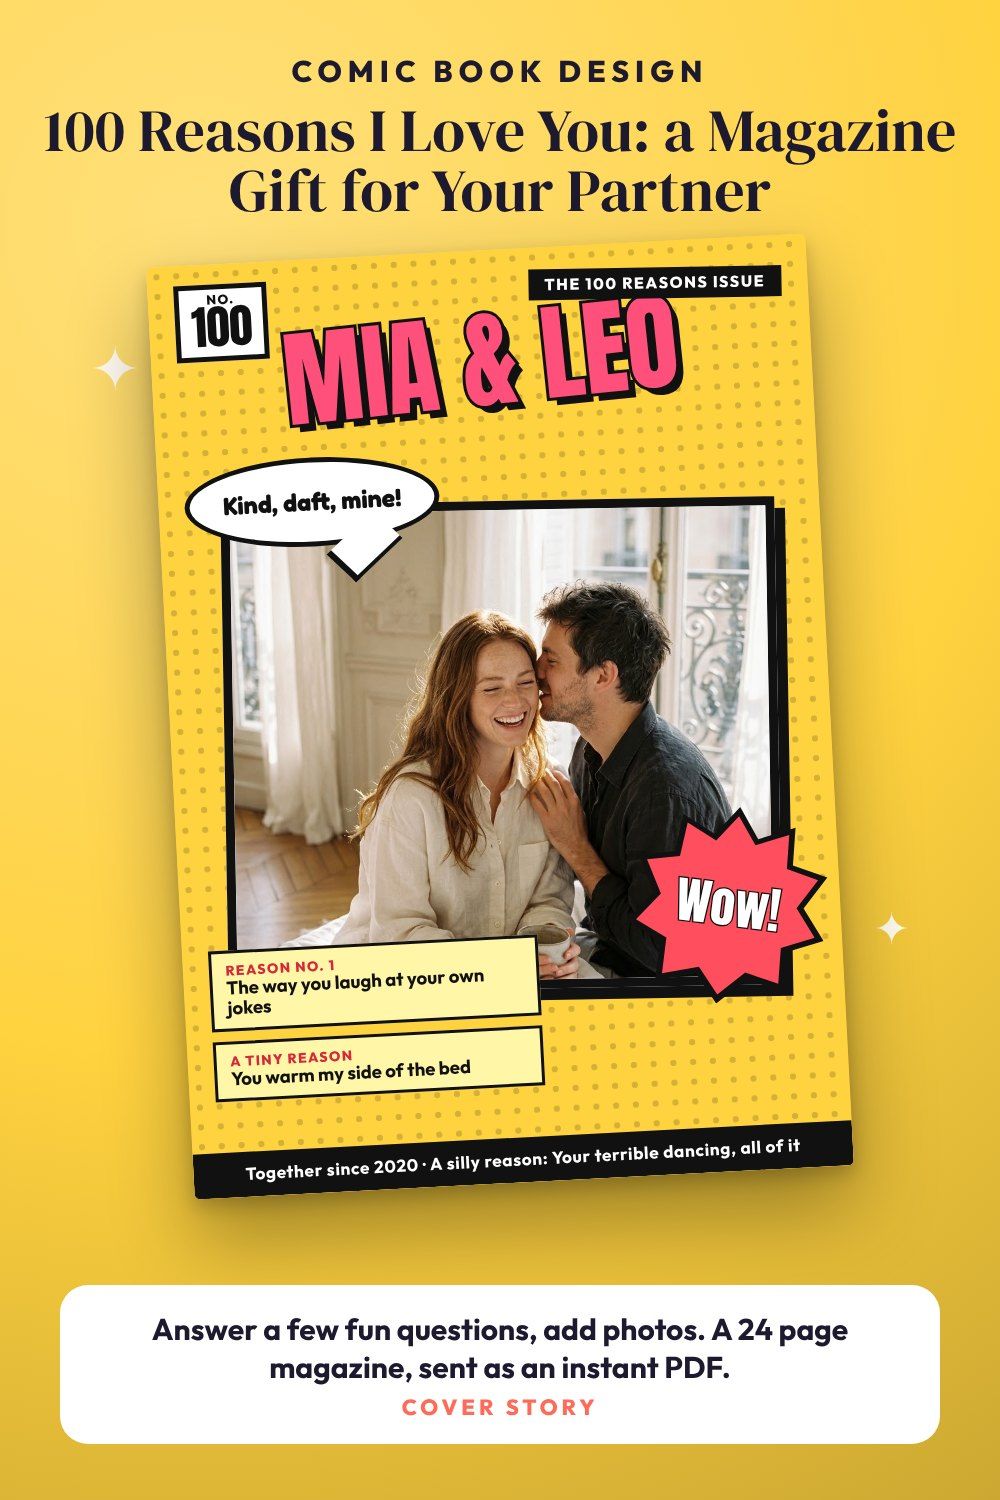 COMIC BOOK DESIGN
100 Reasons I Love You: a Magazine
Gift for Your Partner
NO.
100
THE 100 REASONS ISSUE
MIA & LEO
Kind, daft, mine!
Wow!
REASON NO. 1
The way you laugh at your own
jokes
A TINY REASON
You warm my side of the bed
Together since 2020 · A silly reason: Your terrible dancing, all of it
Answer a few fun questions, add photos. A 24 page
magazine, sent as an instant PDF.
COVER STORY